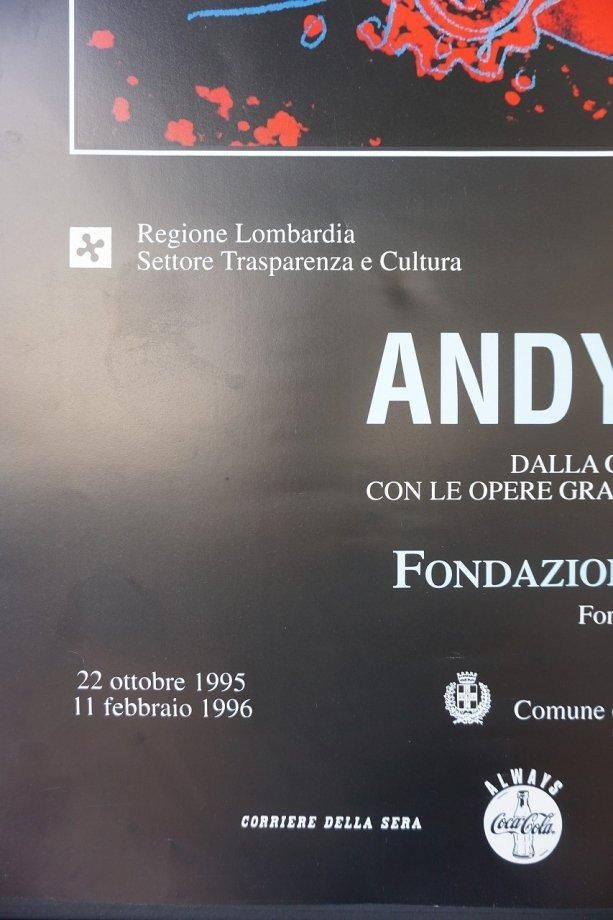 Regione Lombardia
Settore Trasparenza e Cultura
ANDY
DALLA
CON LE OPERE GRA
FONDAZION
For
22 ottobre 1995
11 febbraio 1996
Comune
CORRIERE DELLA SERA
ALWAYS
Coca-Cola